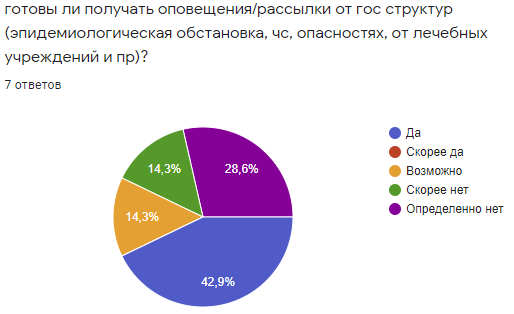 готовы ли получать оповещения/рассылки от гос структур
(эпидемиологическая обстановка, чс, опасностях, от лечебных
учреждений и пр)?
7 ответов
Да
Скорее да
Возможно
Скорее нет
Определенно нет
14,3%
28,6%
14,3%
42,9%